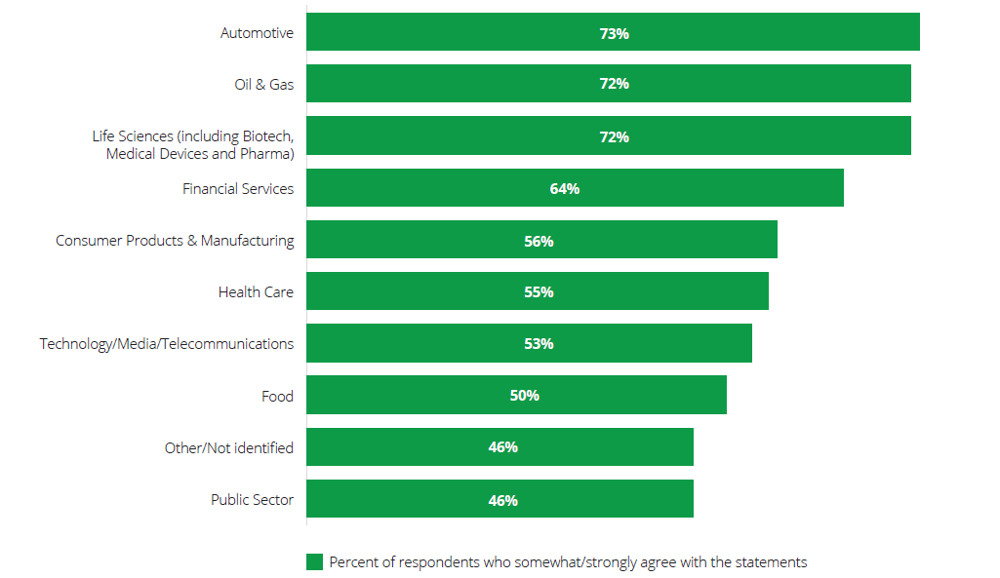 Automotive 73%
Oil & Gas 72%
Life Sciences (including Biotech,
Medical Devices and Pharma) 72%
Financial Services 64%
Consumer Products & Manufacturing 56%
Health Care 55%
Technology/Media/Telecommunications 53%
Food 50%
Other/Not identified 46%
Public Sector 46%
Percent of respondents who somewhat/strongly agree with the statements